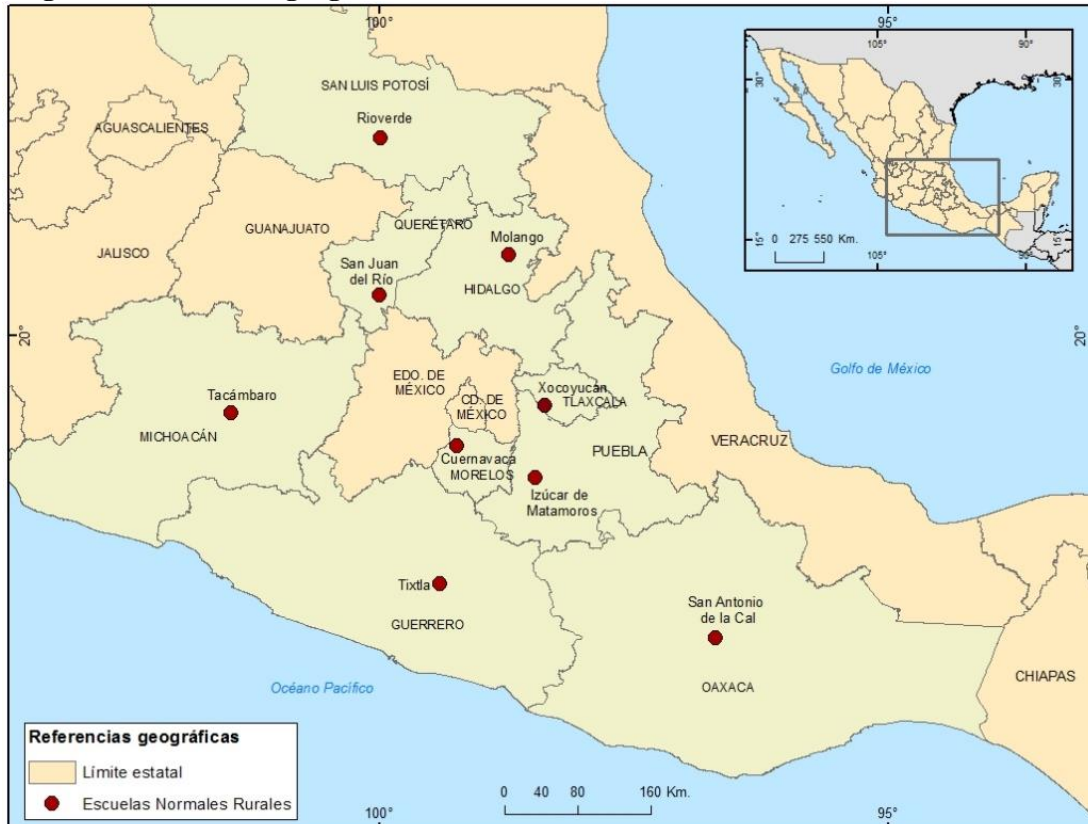 100°
95°
SAN LUIS POTOSÍ
Rioverde
AGUASCALIENTES
GUANAJUATO
QUERÉTARO
JALISCO
Molango
San Juan
del Río
HIDALGO
20°
20°
Golfo de México
EDO. DE
MÉXICO
CD. DE
MÉXICO
Xocoyucán
TLAXCALA
Tacámbaro
MICHOACÁN
VERACRUZ
PUEBLA
Cuernavaca
MORELOS
Izúcar de
Matamoros
Tixtla
GUERRERO
San Antonio
de la Cal
OAXACA
CHIAPAS
Océano Pacífico
105°
90°
30°
30°
15°
15°
0 275 550 Km.
105°
90°
Referencias geográficas
Límite estatal
Escuelas Normales Rurales
0 40 80 160 Km.
100°
95°